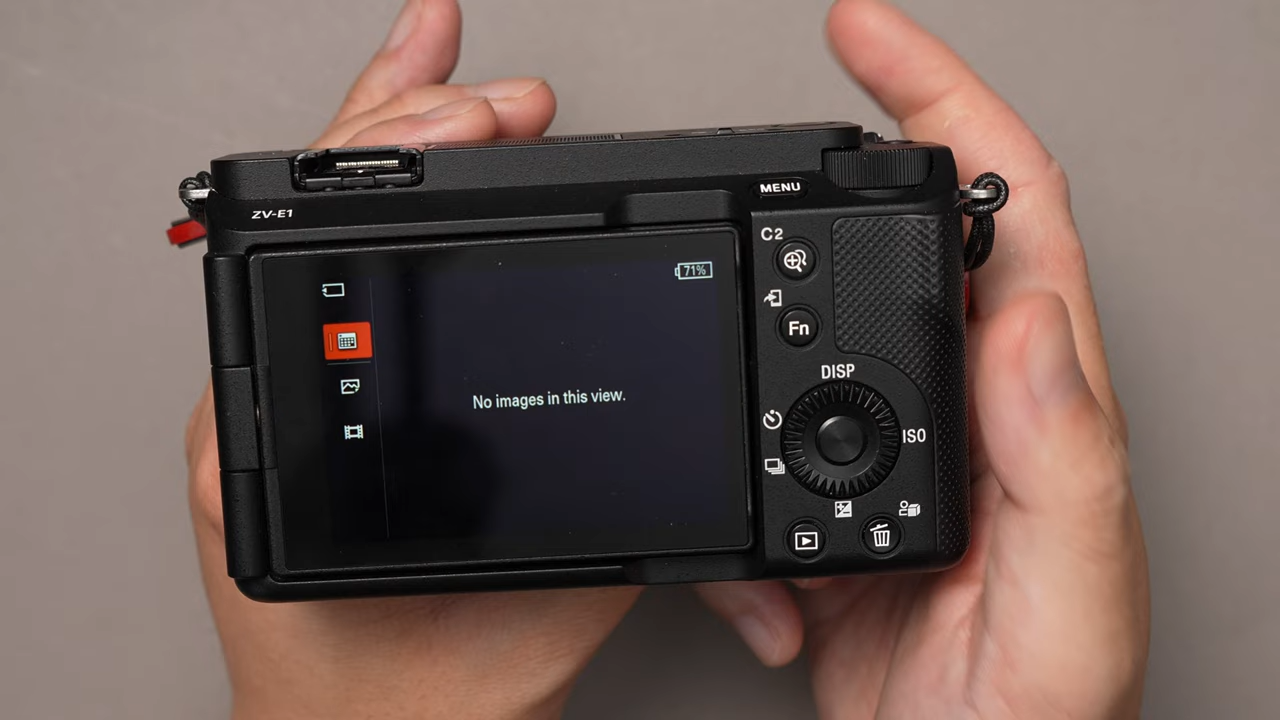 MENU
ZV-E1
C2
71%
Fn
DISP
No images in this view.
ISO